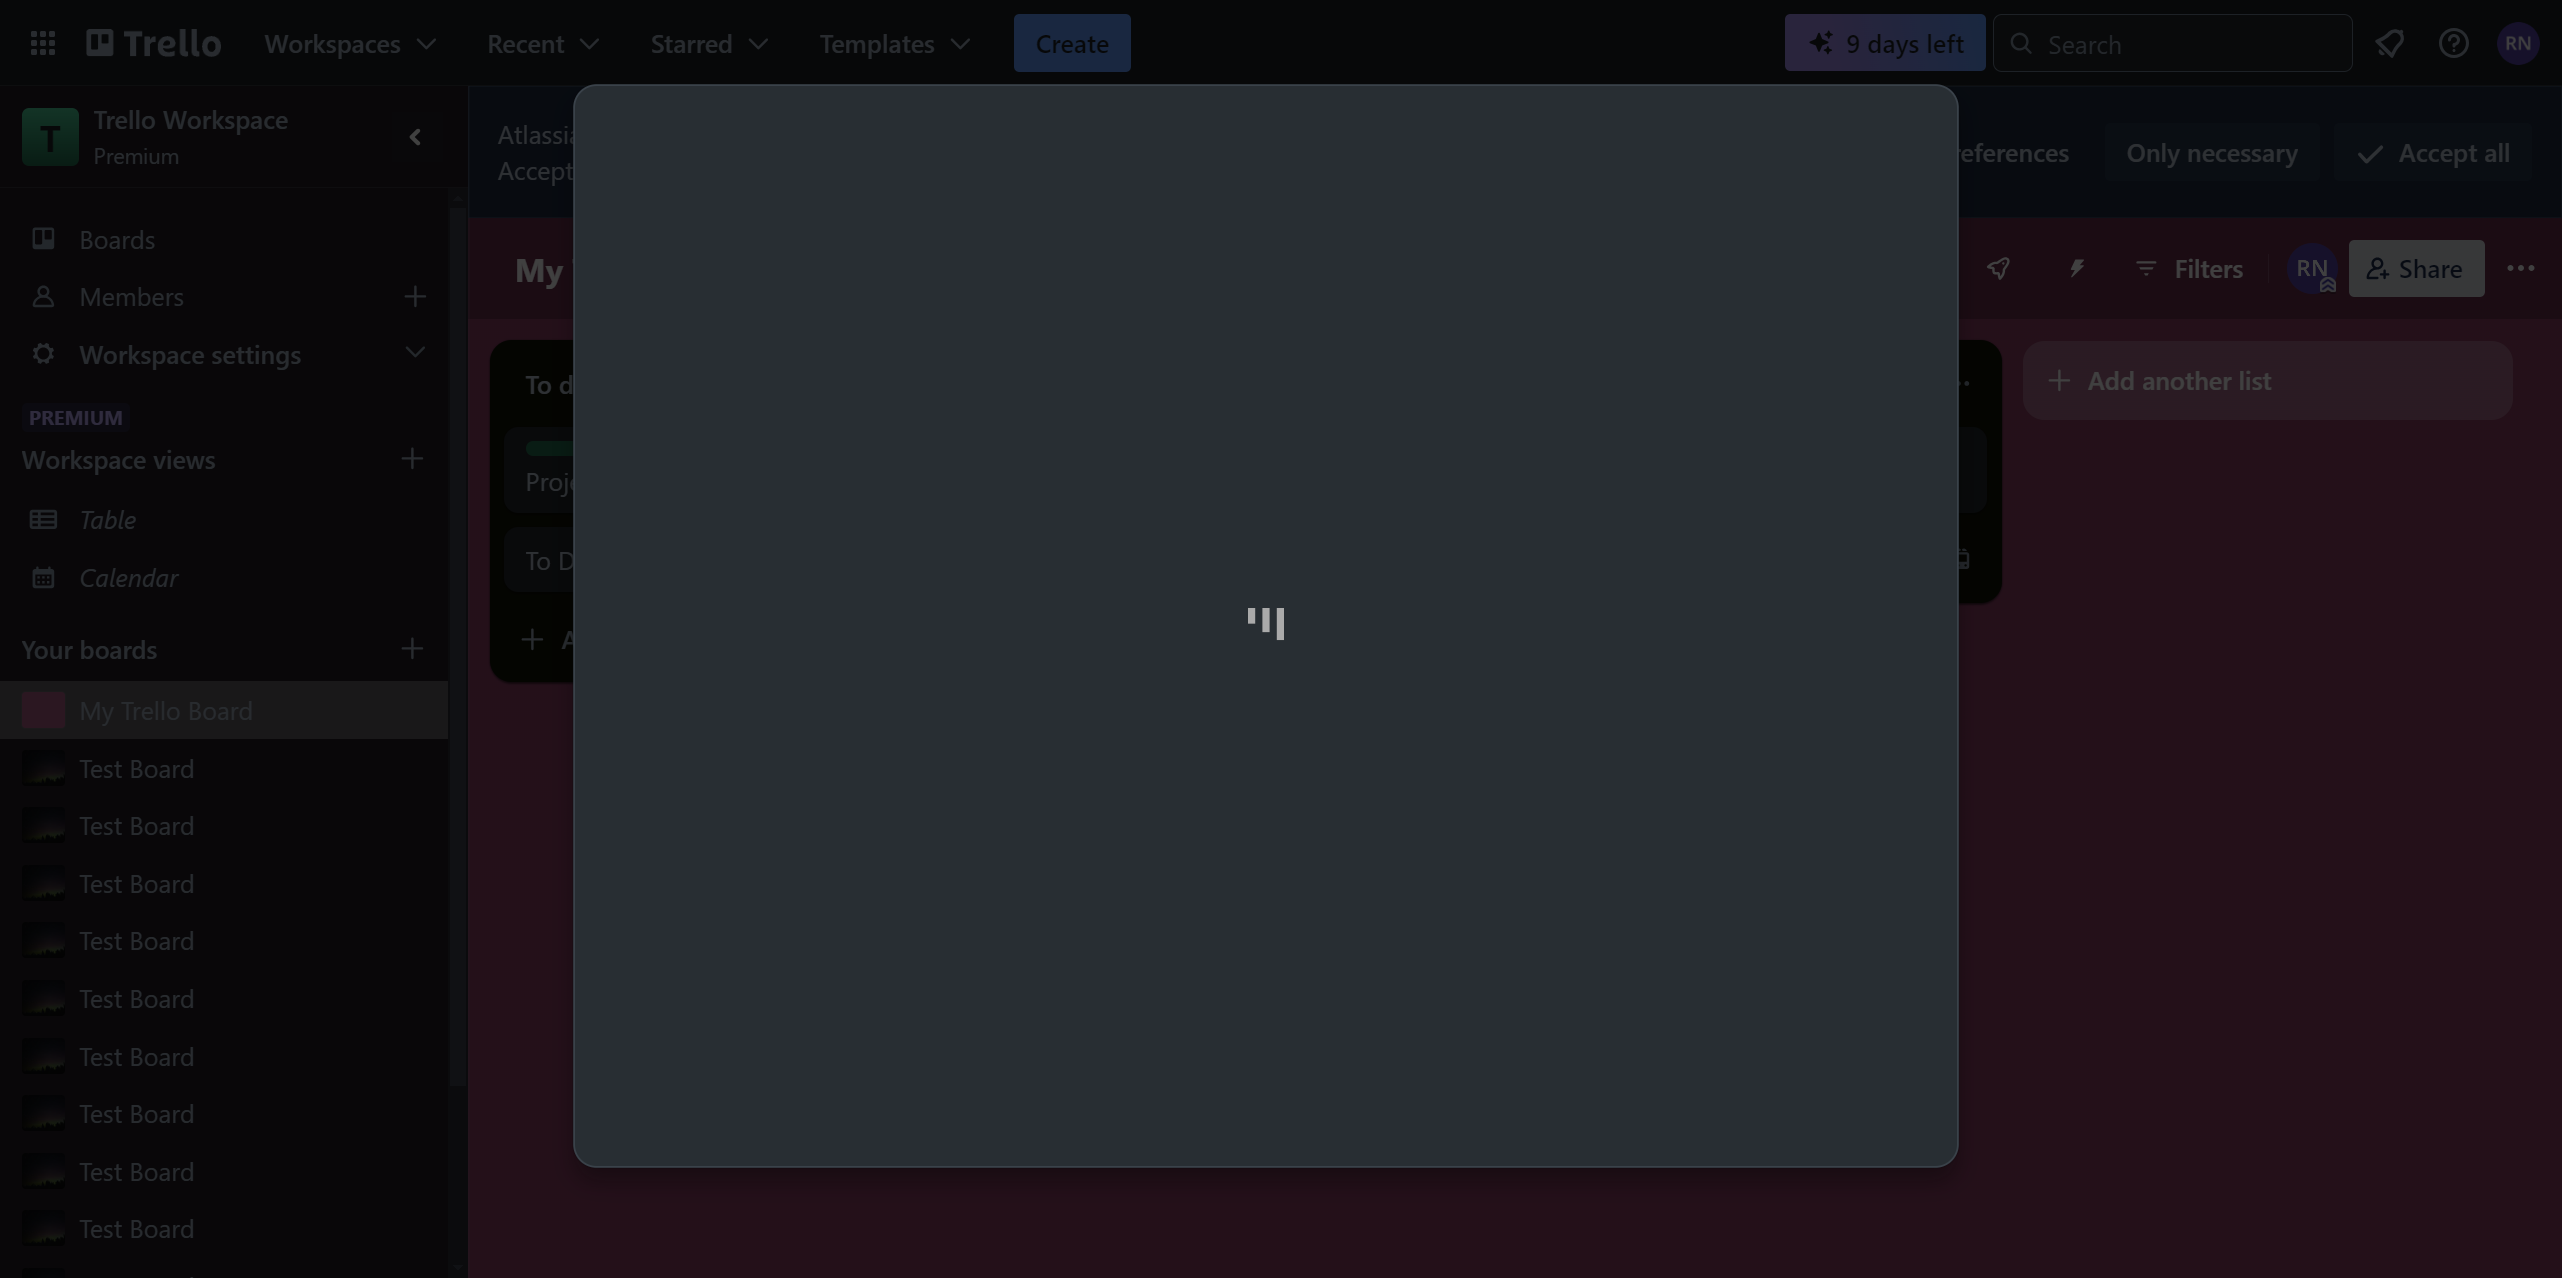 Trello
Workspaces
Recent
Starred
Templates
Create
9 days left
Search
RN
T
Trello Workspace
Premium
Boards
Members
Workspace settings
PREMIUM
Workspace views
Table
Calendar
Your boards
My Trello Board
Test Board
Test Board
Test Board
Test Board
Test Board
Test Board
Test Board
Test Board
Test Board
Only necessary
Accept all
Accept
My
Filters
RN
Share
To
Add another list
To